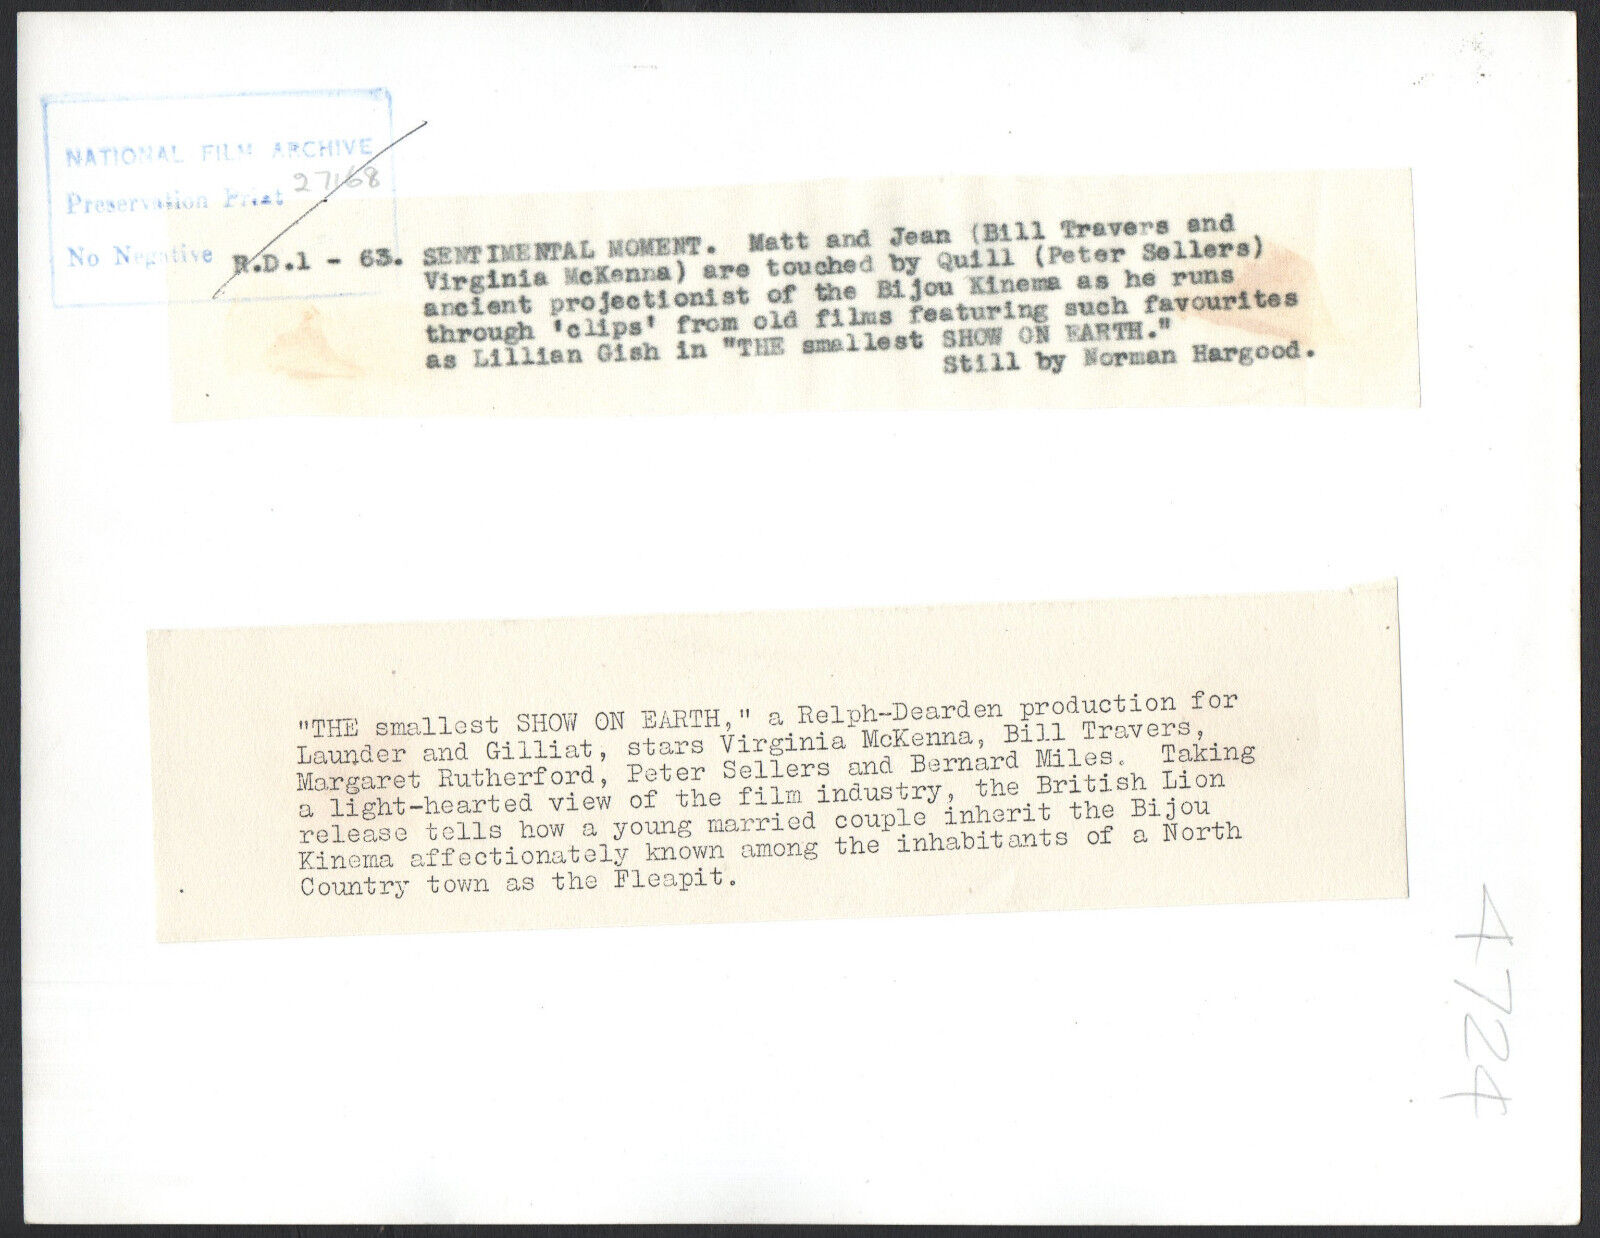 NATIONAL FILM ARCHIVE
Preservation Print 27168
No Negative
R.D.1 - 63. SENTIMENTAL MOMENT. Matt and Jean (Bill Travers and
Virginia McKenna) are touched by Quill (Peter Sellers)
ancient projectionist of the Bijou Kinema as he runs
through 'clips' from old films featuring such favourites
as Lillian Gish in "THE smallest SHOW ON EARTH."
Still by Norman Hargood.
"THE smallest SHOW ON EARTH," a Relph-Dearden production for
Launder and Gilliat, stars Virginia McKenna, Bill Travers,
Margaret Rutherford, Peter Sellers and Bernard Miles. Taking
a light-hearted view of the film industry, the British Lion
release tells how a young married couple inherit the Bijou
Kinema affectionately known among the inhabitants of a North
Country town as the Fleapit.
4724